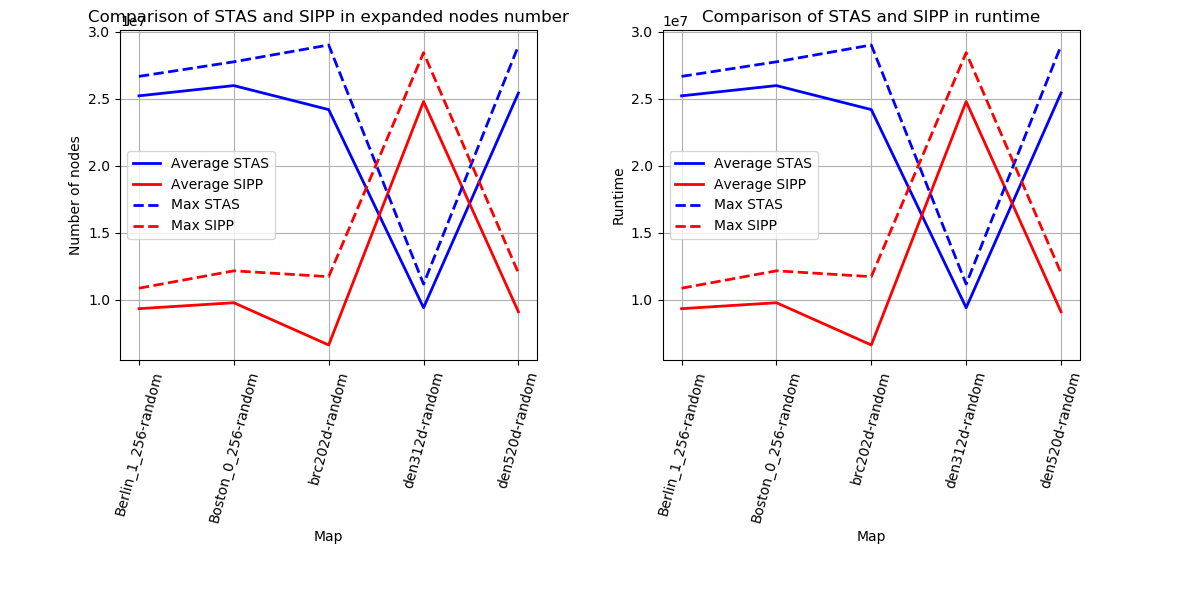 Comparison of STAS and SIPP in expanded nodes number
1e7
3.0
2.5
2.0
1.5
1.0
Number of nodes
Average STAS
Average SIPP
Max STAS
Max SIPP
Berlin_1_256-random
Boston_0_256-random
brc202d-random
den312d-random
den520d-random
Map
Comparison of STAS and SIPP in runtime
1e7
3.0
2.5
2.0
1.5
1.0
Runtime
Average STAS
Average SIPP
Max STAS
Max SIPP
Berlin_1_256-random
Boston_0_256-random
brc202d-random
den312d-random
den520d-random
Map